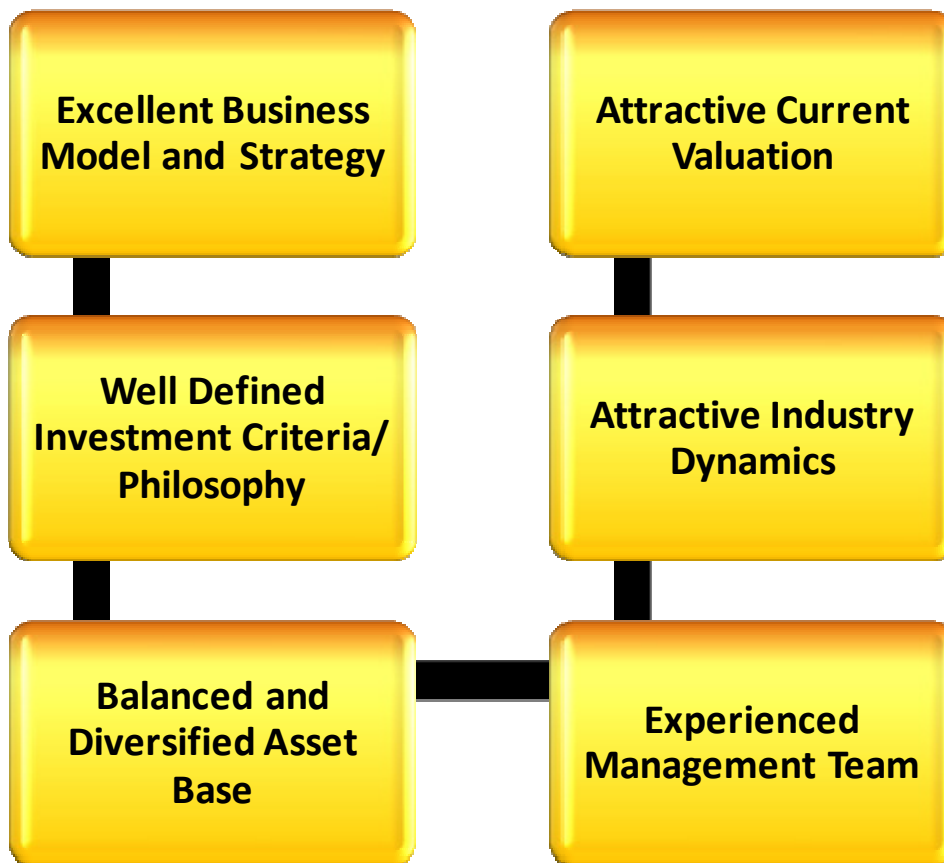 Excellent Business
Model and Strategy
Well Defined
Investment Criteria/
Philosophy
Balanced and
Diversified Asset
Base
Experienced
Management Team
Attractive Industry
Dynamics
Attractive Current
Valuation